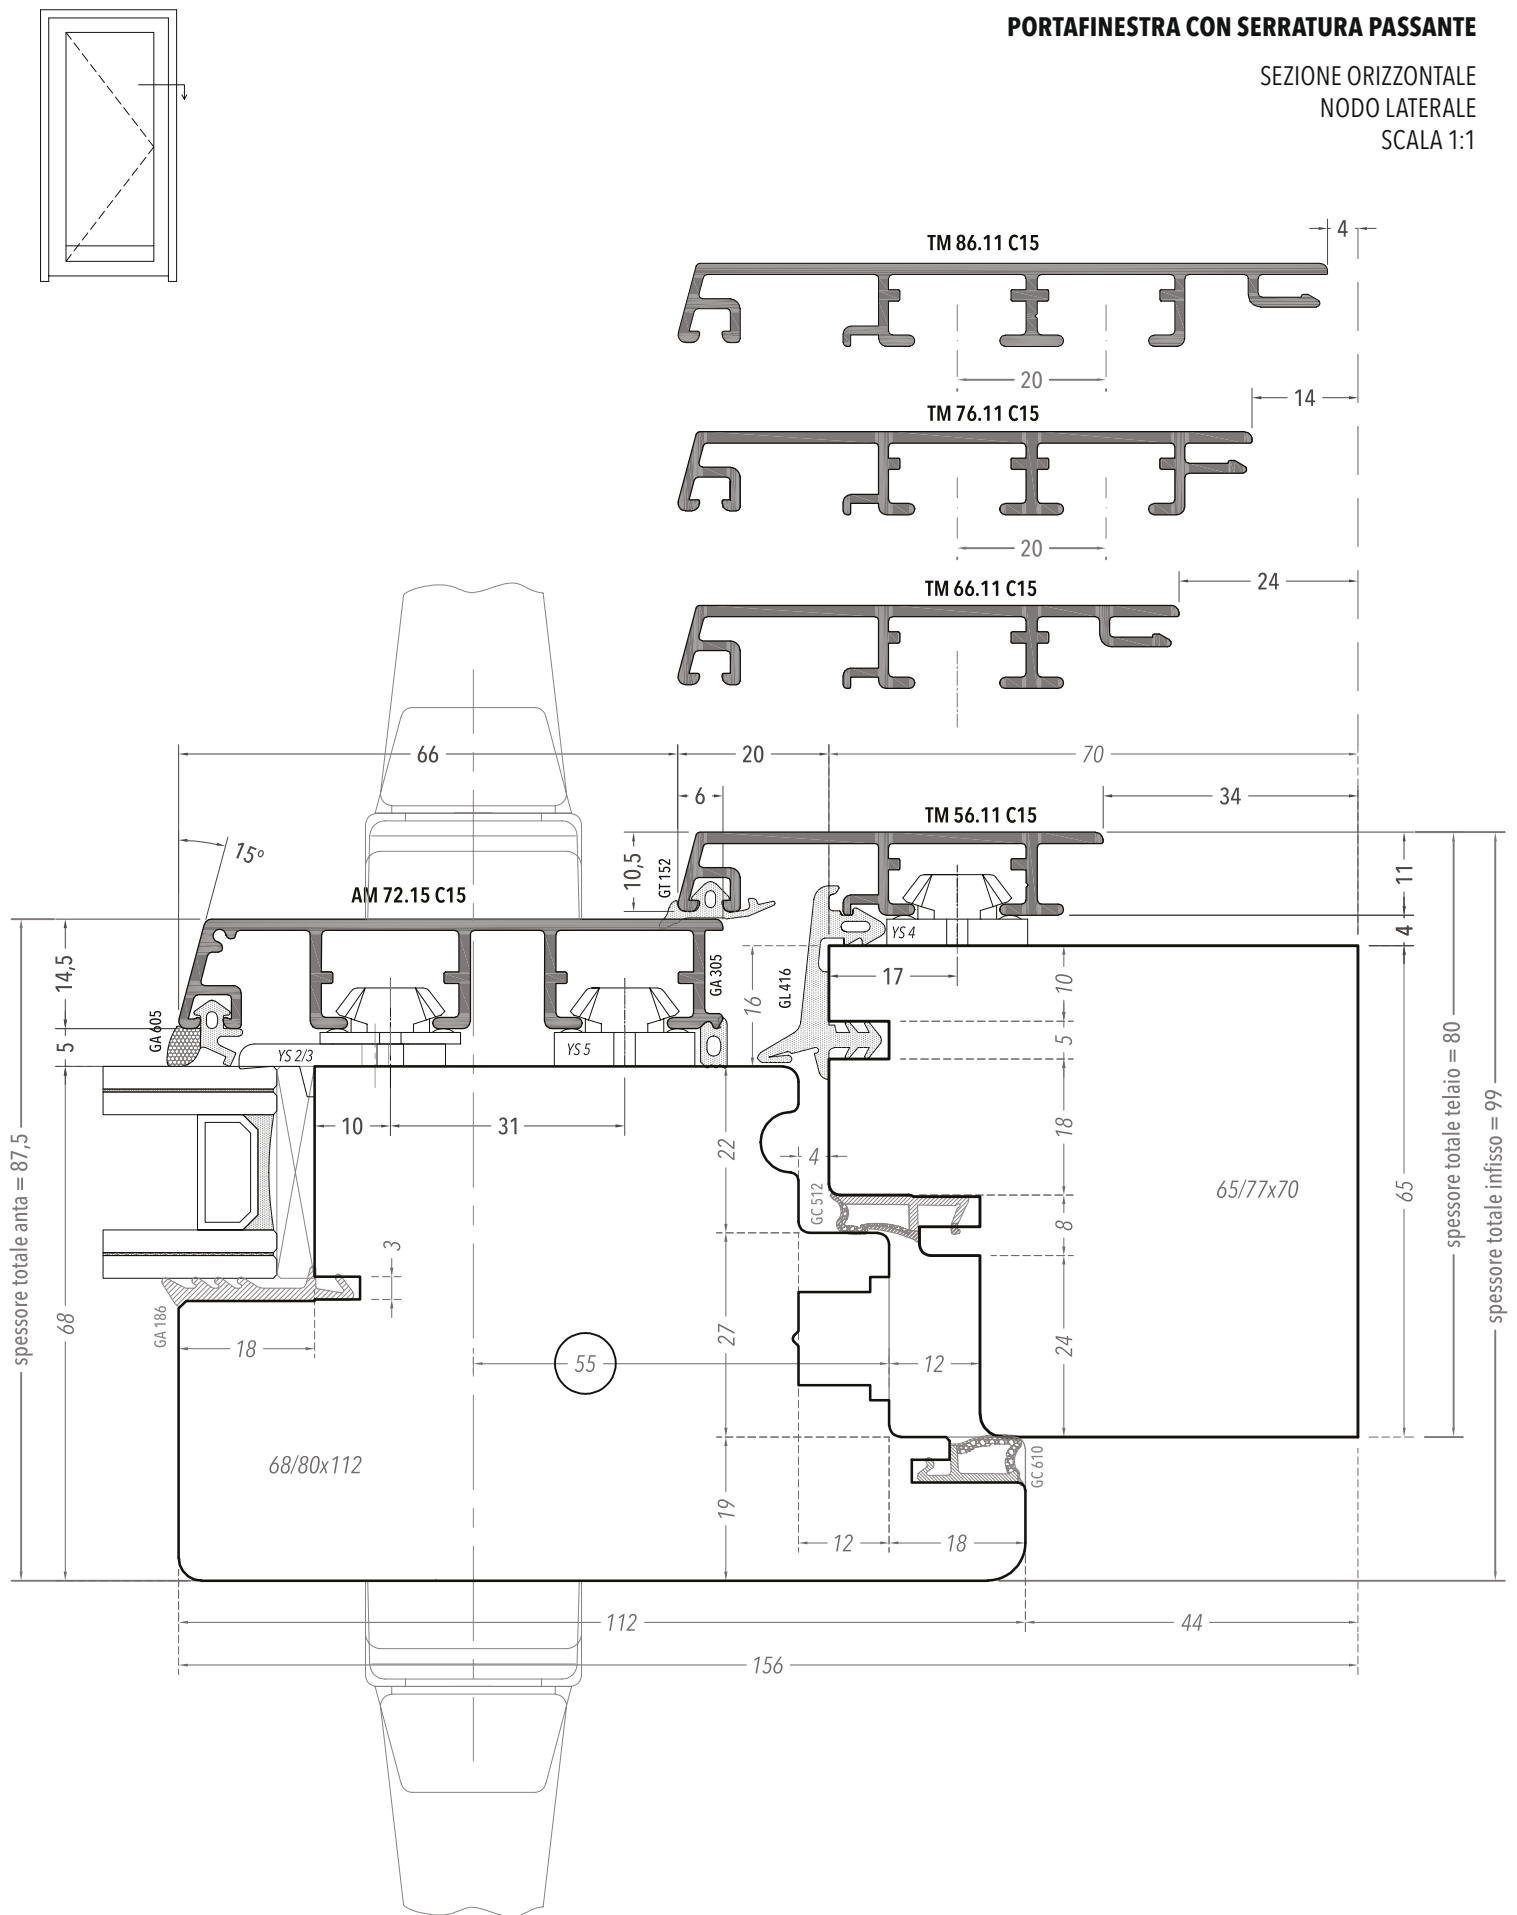 PORTAFINESTRA CON SERRATURA PASSANTE
SEZIONE ORIZZONTALE
NODO LATERALE
SCALA 1:1
4
TM 86.11 C15
20
14
TM 76.11 C15
20
24
TM 66.11 C15
66
20
70
6
34
TM 56.11 C15
15°
10,5
GT 152
11
AM 72.15 C15
YS 4
4
14,5
GA 305
GL 416
16
17
10
GA 605
5
YS 2/3
YS 5
5
10
31
22
4
18
GC 512
65/77x70
65
8
3
spessore totale anta = 87,5
spessore totale telaio = 80
spessore totale infisso = 99
68
GA 186
18
27
55
12
24
68/80x112
GC 610
19
12
18
112
44
156